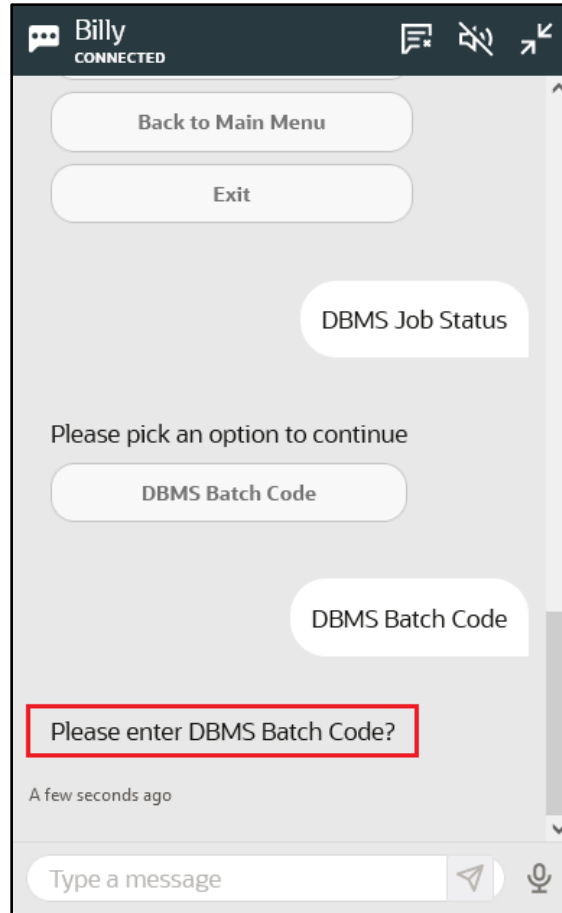 Billy
CONNECTED
Back to Main Menu
Exit
DBMS Job Status
Please pick an option to continue
DBMS Batch Code
DBMS Batch Code
Please enter DBMS Batch Code?
A few seconds ago
Type a message